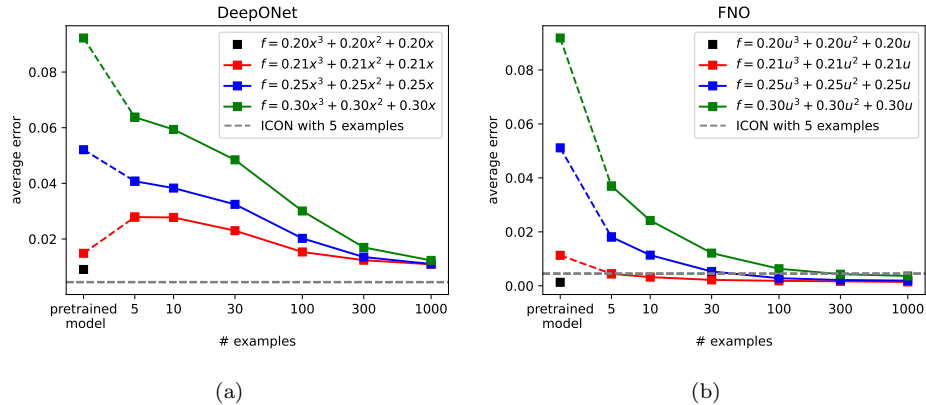 DeepONet
average error
0.08
0.06
0.04
0.02
f = 0.20x³ + 0.20x² + 0.20x
f = 0.21x³ + 0.21x² + 0.21x
f = 0.25x³ + 0.25x² + 0.25x
f = 0.30x³ + 0.30x² + 0.30x
ICON with 5 examples
pretrained model 5 10 30 100 300 1000
# examples
(a)
FNO
average error
0.08
0.06
0.04
0.02
0.00
f = 0.20u³ + 0.20u² + 0.20u
f = 0.21u³ + 0.21u² + 0.21u
f = 0.25u³ + 0.25u² + 0.25u
f = 0.30u³ + 0.30u² + 0.30u
ICON with 5 examples
pretrained model 5 10 30 100 300 1000
# examples
(b)